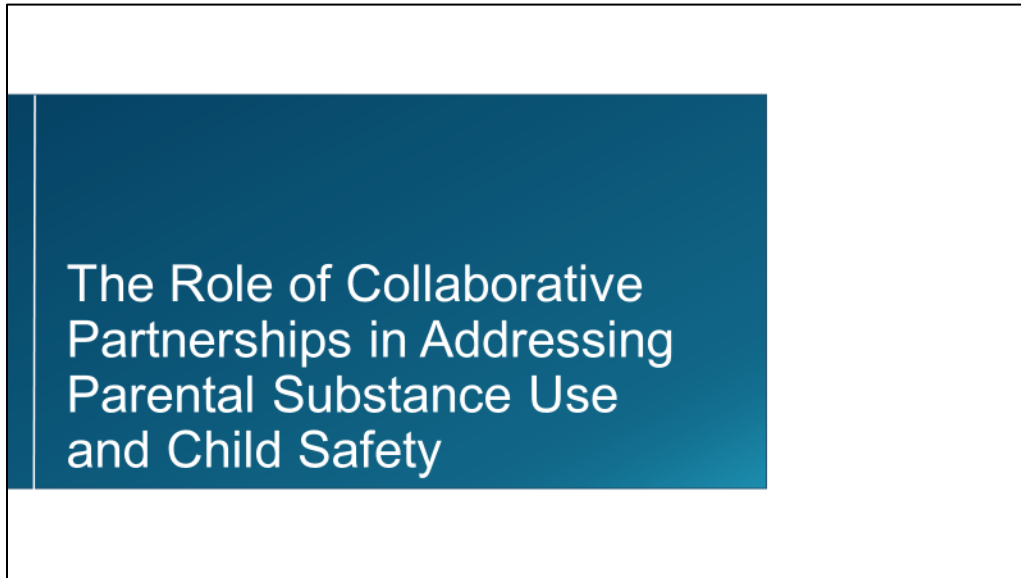 The Role of Collaborative
Partnerships in Addressing
Parental Substance Use
and Child Safety